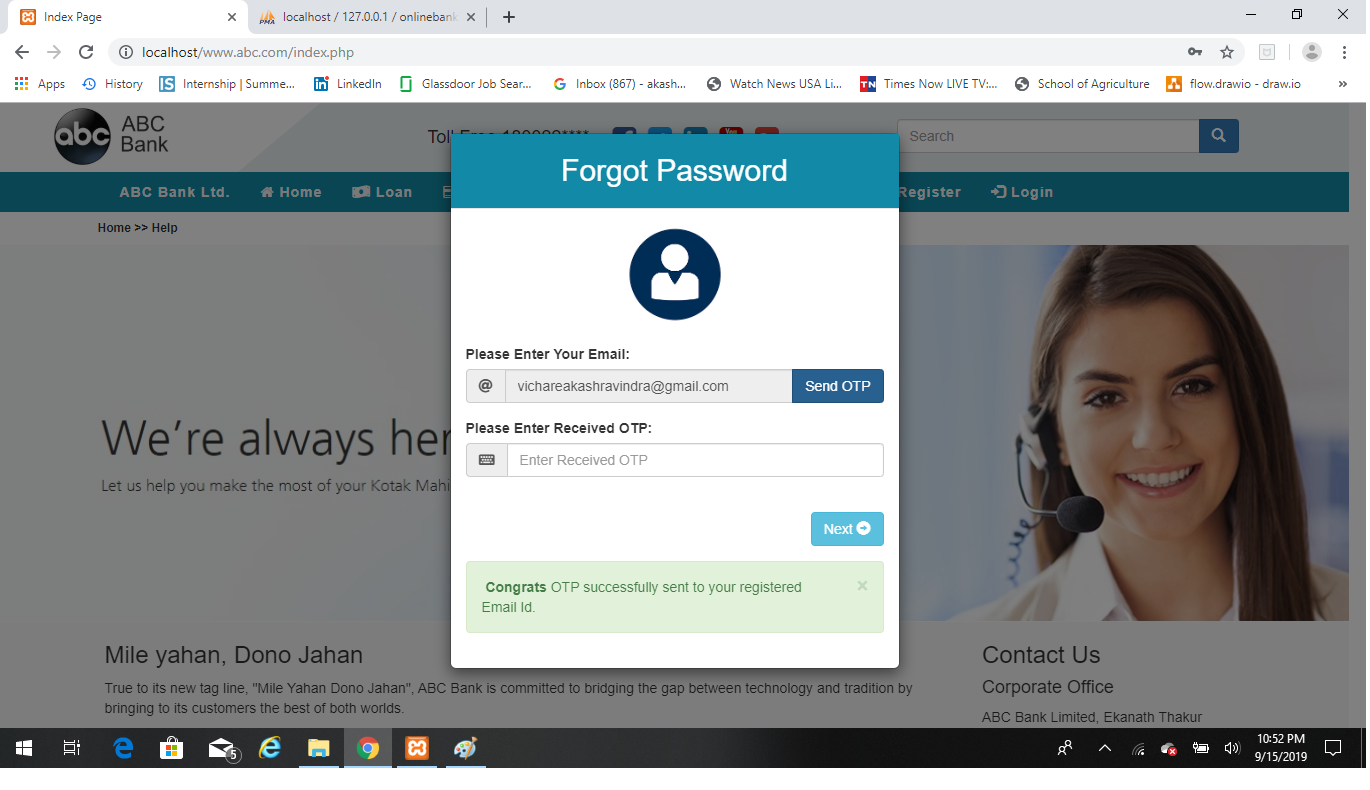 Index Page
localhost / 127.0.0.1 / onlinebank
localhost/www.abc.com/index.php
Apps
History
Internship | Summe...
LinkedIn
Glassdoor Job Sear...
Inbox (867) - akash...
Watch News USA Li...
Times Now LIVE TV:...
School of Agriculture
flow.drawio - draw.io
abc
ABC
Bank
Search
ABC Bank Ltd.
Home
Loan
Register
Login
Home >> Help
Forgot Password
Please Enter Your Email:
@ vichareakashravindra@gmail.com Send OTP
Please Enter Received OTP:
Enter Received OTP
Next
Congrats OTP successfully sent to your registered
Email Id.
We're always her
Let us help you make the most of your Kotak Mahi
Mile yahan, Dono Jahan
True to its new tag line, "Mile Yahan Dono Jahan", ABC Bank is committed to bridging the gap between technology and tradition by
bringing to its customers the best of both worlds.
Contact Us
Corporate Office
ABC Bank Limited, Ekanath Thakur
5
10:52 PM
9/15/2019